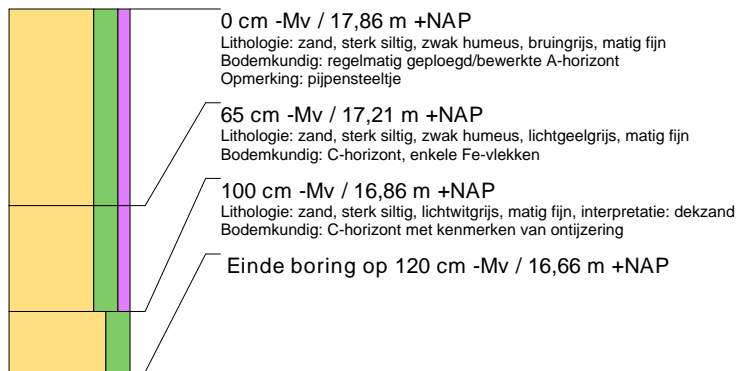 0 cm -Mv / 17,86 m +NAP
Lithologie: zand, sterk siltig, zwak humeus, bruingrijs, matig fijn
Bodemkundig: regelmatig geploegd/bewerkte A-horizont
Opmerking: pijpensteeltje
65 cm -Mv / 17,21 m +NAP
Lithologie: zand, sterk siltig, zwak humeus, lichtgeelgrijs, matig fijn
Bodemkundig: C-horizont, enkele Fe-vlekken
100 cm -Mv / 16,86 m +NAP
Lithologie: zand, sterk siltig, lichtwitgrijs, matig fijn, interpretatie: dekzand
Bodemkundig: C-horizont met kenmerken van ontijzering
Einde boring op 120 cm -Mv / 16,66 m +NAP